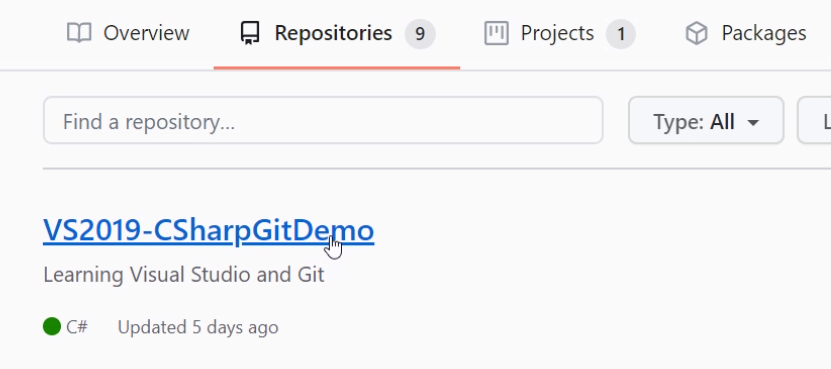 Overview Repositories 9 Projects 1 Packages
Find a repository... Type: All
VS2019-CSharpGitDemo
Learning Visual Studio and Git
C# Updated 5 days ago